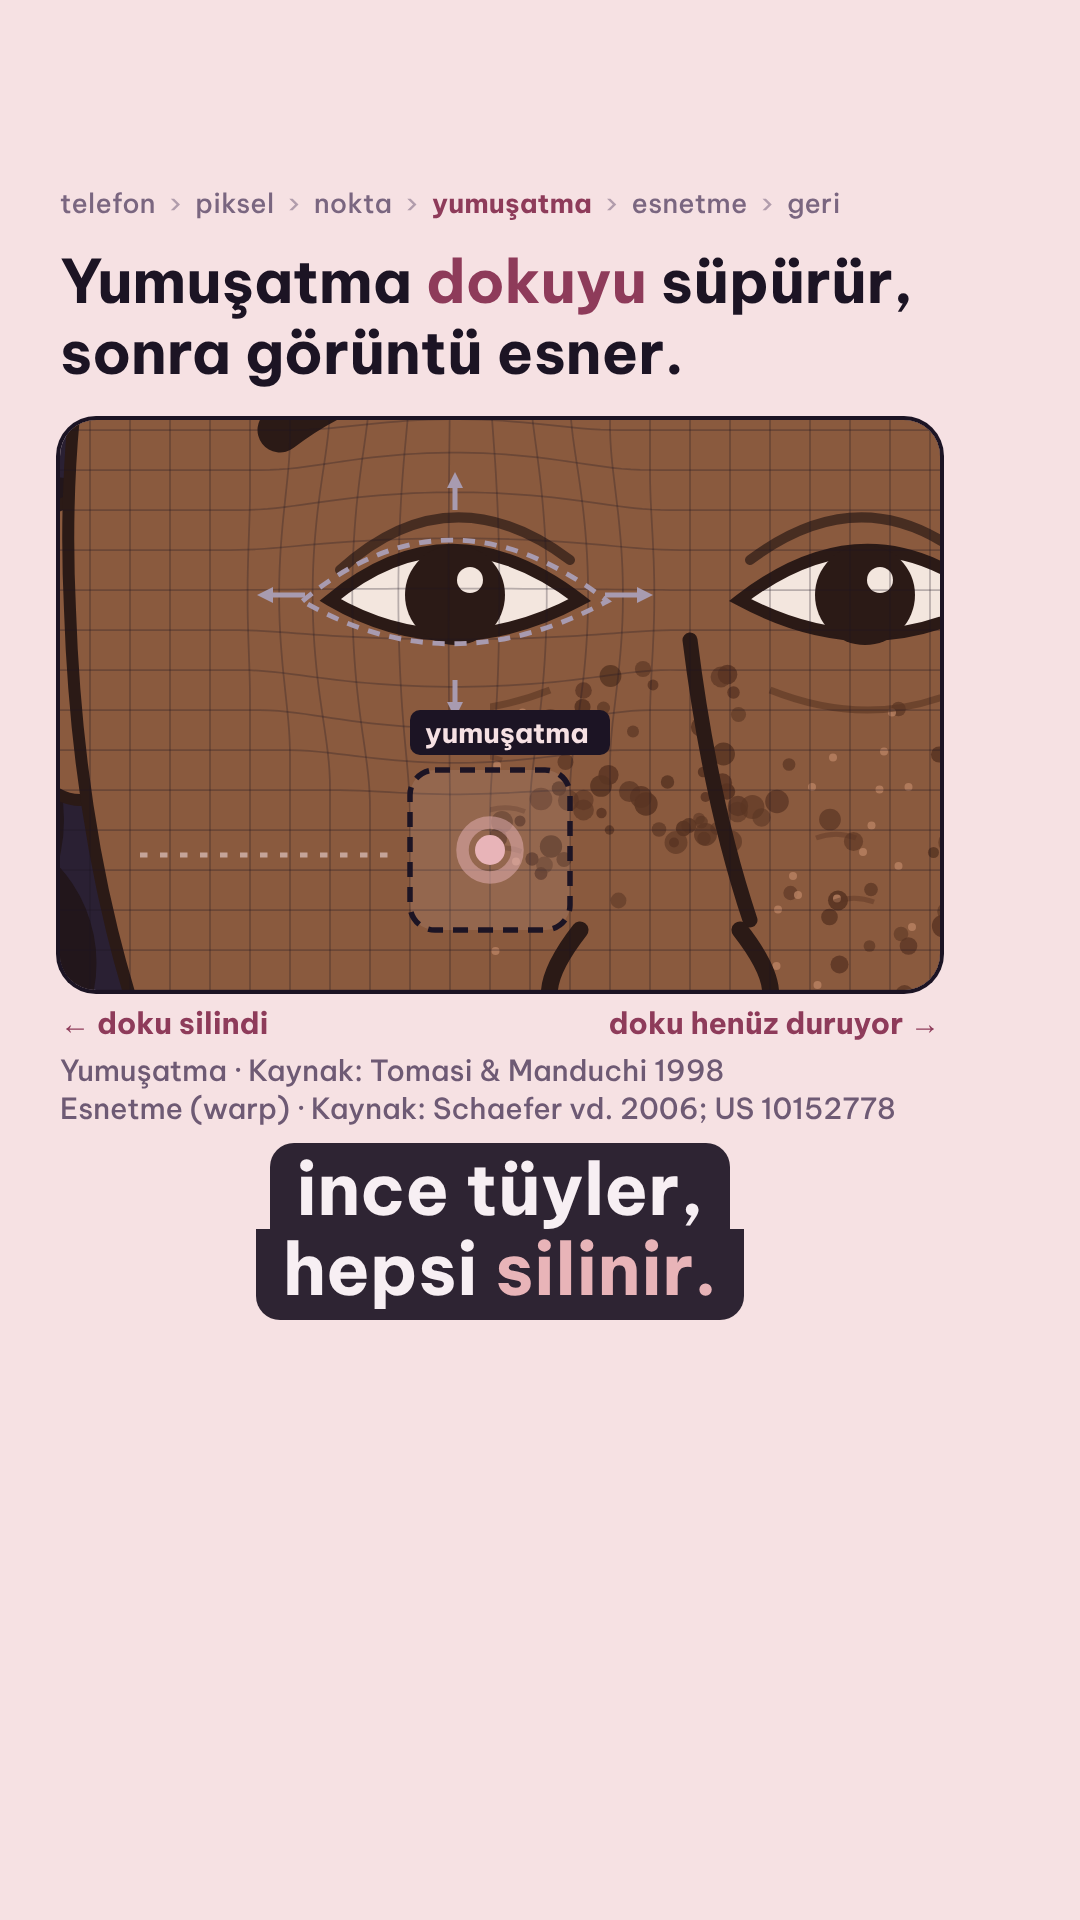 telefon › piksel › nokta › yumuşatma › esnetme › geri
Yumuşatma dokuyu süpürür,
sonra görüntü esner.
yumuşatma
← doku silindi
doku henüz duruyor →
Yumuşatma · Kaynak: Tomasi & Manduchi 1998
Esnetme (warp) · Kaynak: Schaefer vd. 2006; US 10152778
ince tüyler,
hepsi silinir.